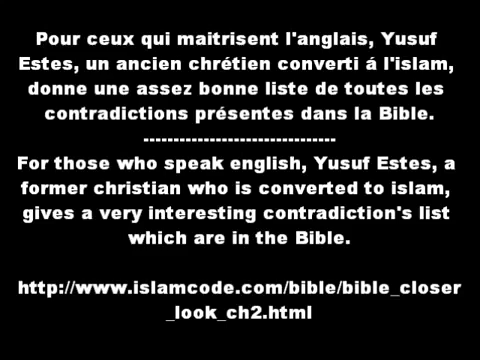 Pour ceux qui maitrisent l'anglais, Yusuf
Estes, un ancien chrétien converti á l'islam,
donne une assez bonne liste de toutes les
contradictions présentes dans la Bible.
--------------------------------
For those who speak english, Yusuf Estes, a
former christian who is converted to islam,
gives a very interesting contradiction's list
which are in the Bible.
http://www.islamcode.com/bible/bible_closer
_look_ch2.html